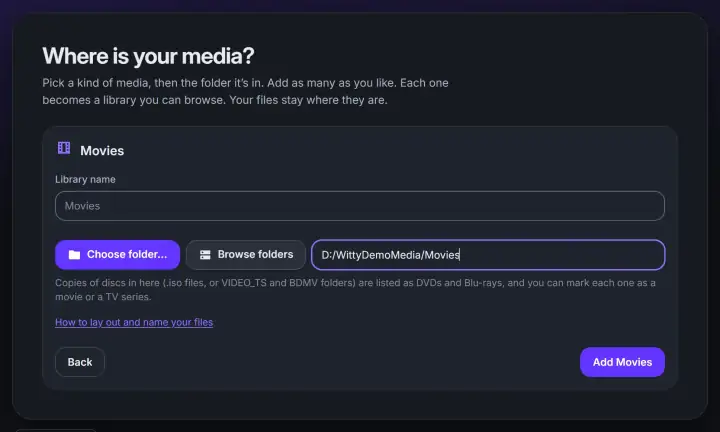 Where is your media?
Pick a kind of media, then the folder it's in. Add as many as you like. Each one
becomes a library you can browse. Your files stay where they are.
Movies
Library name
Movies
Choose folder...
Browse folders
D:/WittyDemoMedia/Movies
Copies of discs in here (.iso files, or VIDEO_TS and BDMV folders) are listed as DVDs and Blu-rays, and you can mark each one as a
movie or a TV series.
How to lay out and name your files
Back
Add Movies